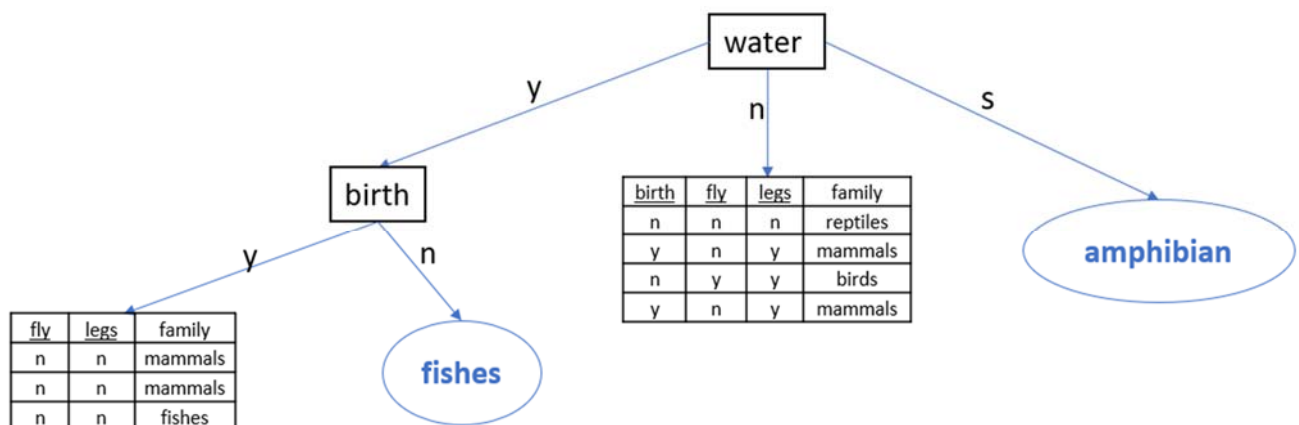 water
y
n
s
birth
birth fly legs family
n n n reptiles
y n y mammals
n y y birds
y n y mammals
amphibian
y
n
fly legs family
n n mammals
n n mammals
n n fishes
fishes